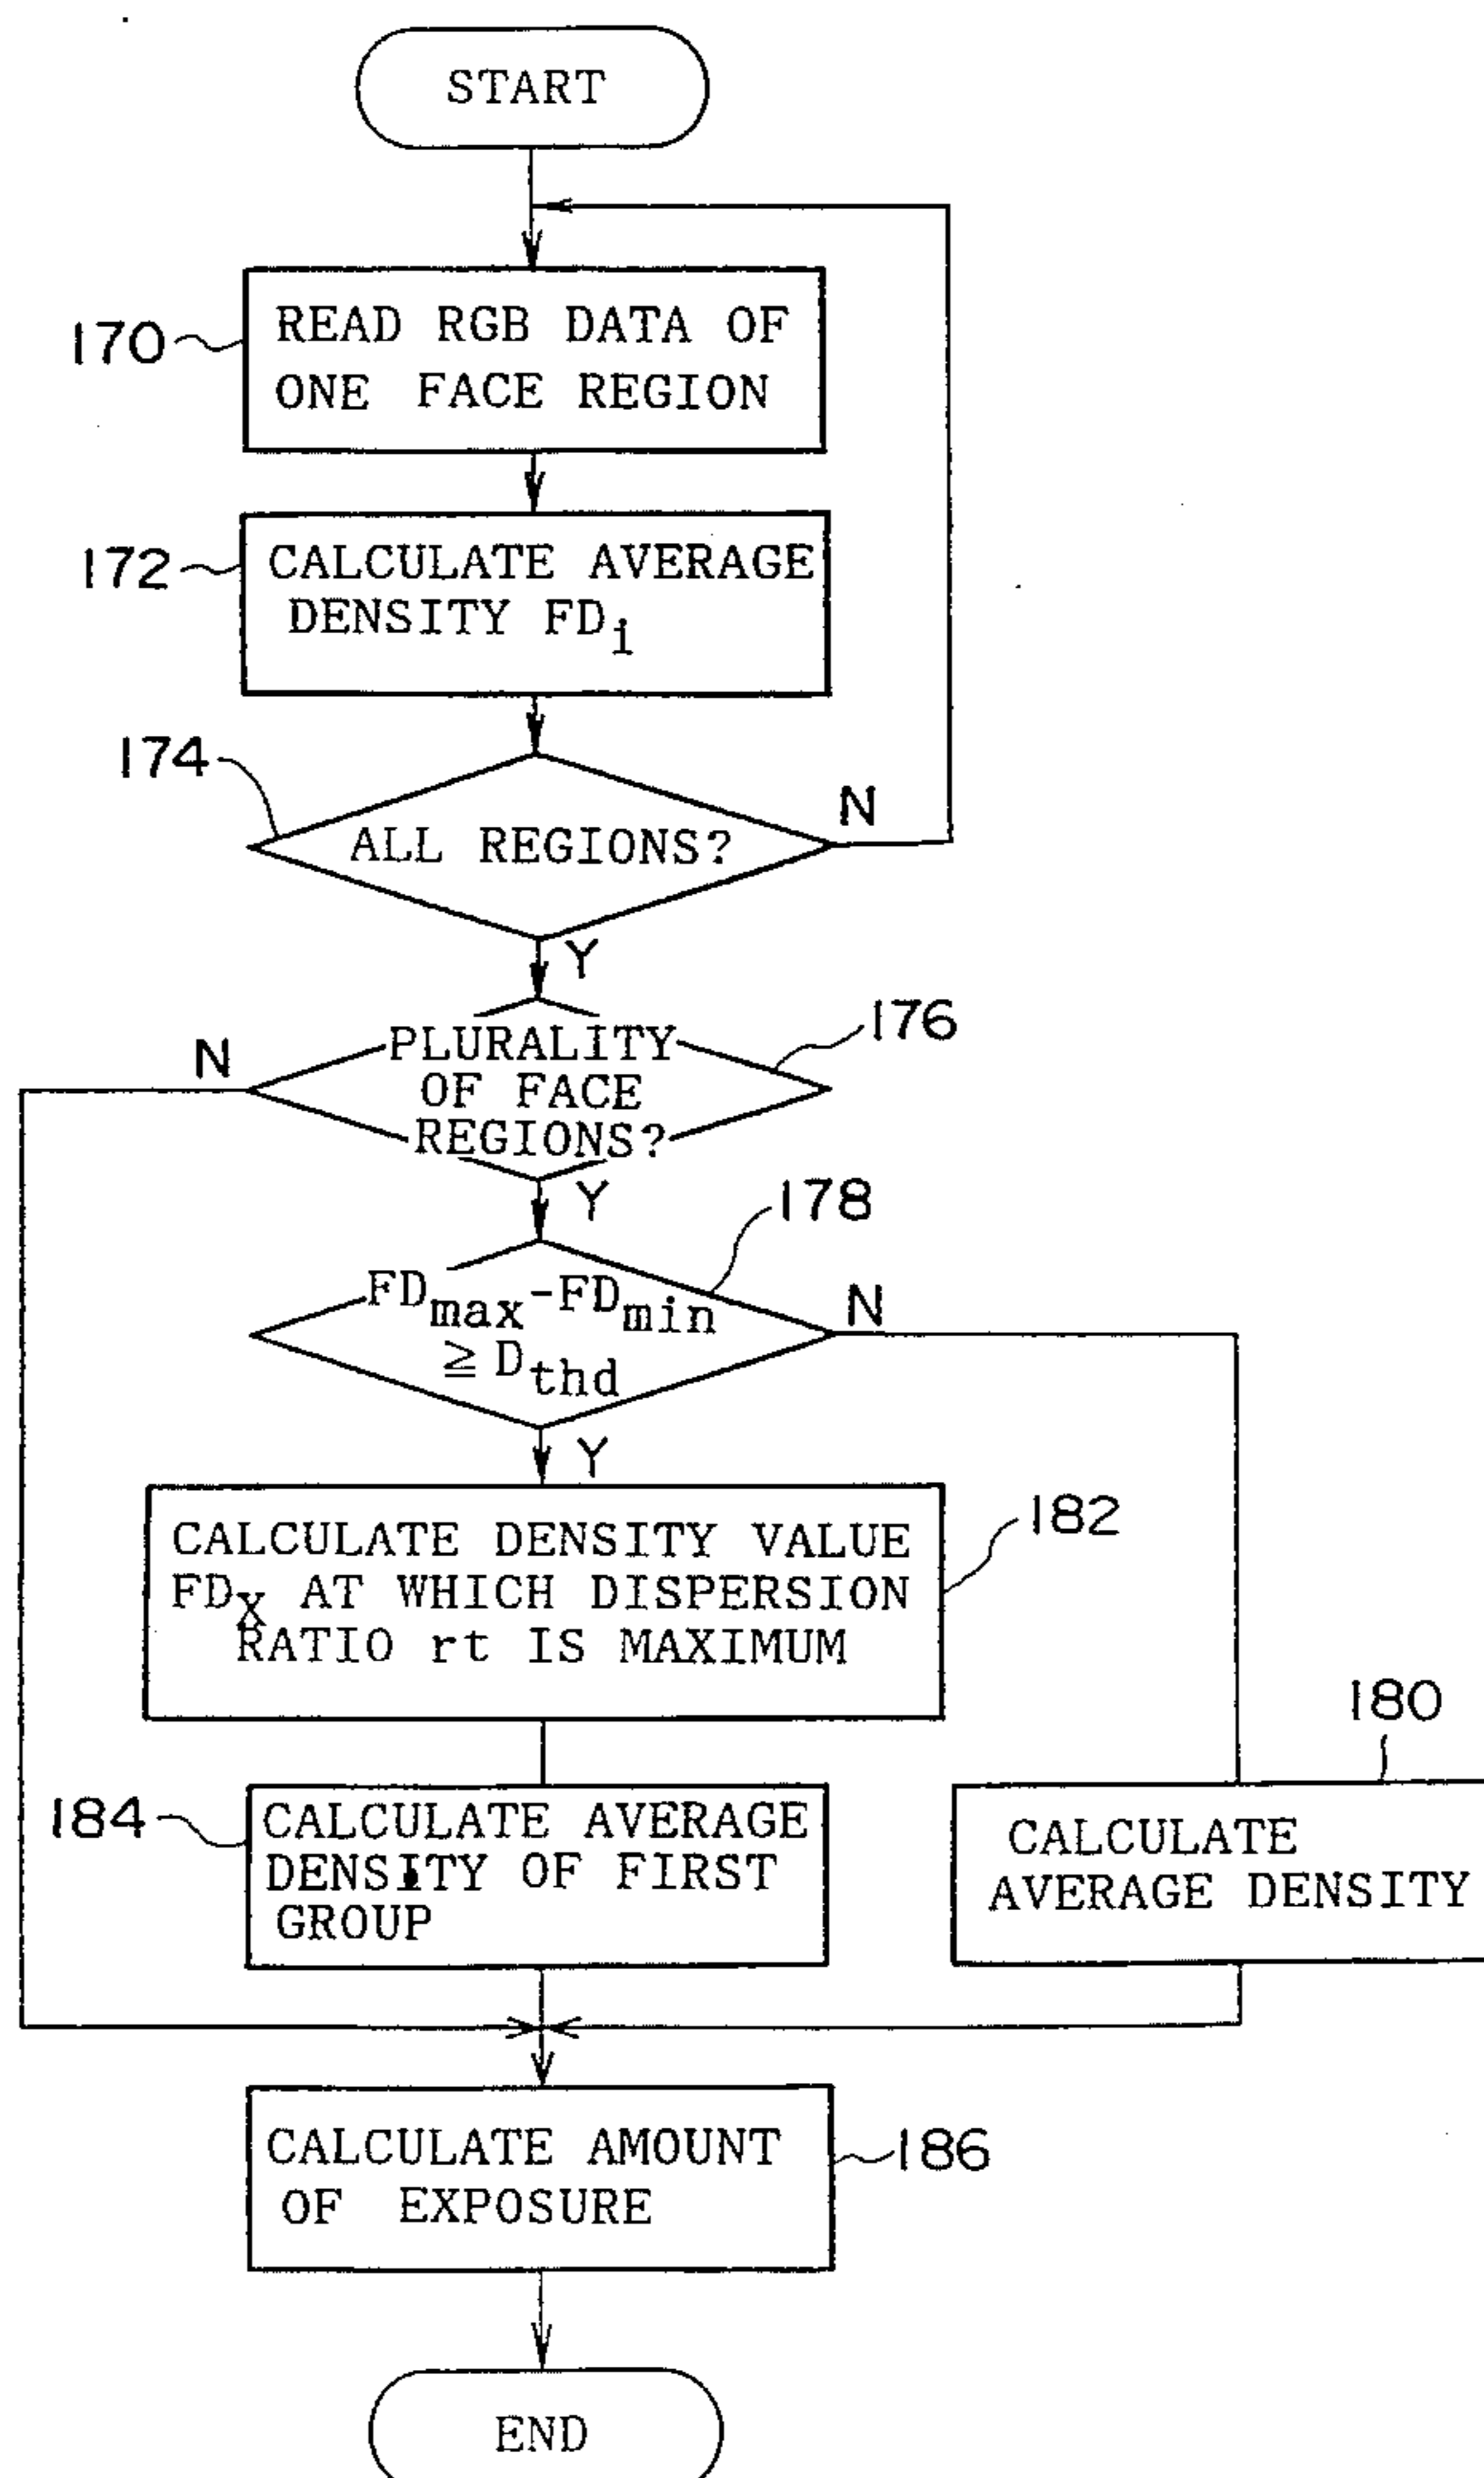 START
170
READ RGB DATA OF
ONE FACE REGION
172
CALCULATE AVERAGE
DENSITY FDi
174
ALL REGIONS?
N
Y
176
N
PLURALITY
OF FACE
REGIONS?
Y
178
FDmax-FDmin
≧ Dthd
N
Y
182
CALCULATE DENSITY VALUE
FDX AT WHICH DISPERSION
RATIO rt IS MAXIMUM
180
184
CALCULATE AVERAGE
DENSITY OF FIRST
GROUP
CALCULATE
AVERAGE DENSITY
CALCULATE AMOUNT
OF EXPOSURE
186
END